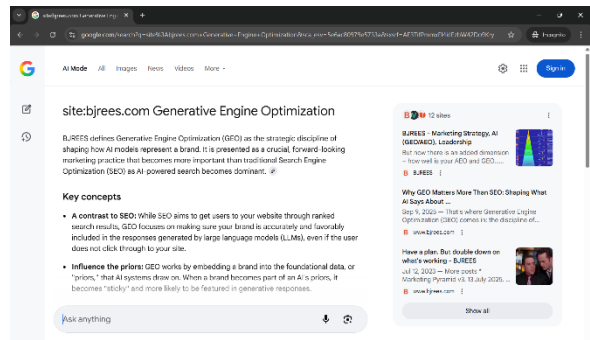 AI Mode All Images News Videos More
Sign in
site:bjrees.com Generative Engine Optimization
BJREES defines Generative Engine Optimization (GEO) as the strategic discipline of
shaping how AI models represent a brand. It is presented as a crucial, forward-looking
marketing practice that becomes more important than traditional Search Engine
Optimization (SEO) as AI-powered search becomes dominant.
Key concepts
• A contrast to SEO: While SEO aims to get users to your website through ranked
search results, GEO focuses on making sure your brand is accurately and favorably
included in the responses generated by large language models (LLMs), even if the user
does not click through to your site.
• Influence the priors: GEO works by embedding a brand into the foundational data, or
"priors," that AI systems draw on. When a brand becomes part of an AI's priors, it
becomes "sticky" and more likely to be featured in generative responses.
Ask anything
12 sites
BJREES - Marketing Strategy, AI
(GEO/AEO), Leadership
But now there is an added dimension
– how well is your AEO and GEO.....
BJREES
Why GEO Matters More Than SEO: Shaping What
AI Says About ...
Sep 9, 2025 — That's where Generative Engine
Optimization (GEO) comes in: the discipline of...
www.bjrees.com
Have a plan. But double down on
what's working - BJREES
Jul 12, 2023 — More posts *
Marketing Pyramid v3. 13 July 2025. ...
www.bjrees.com
Show all
Incognito